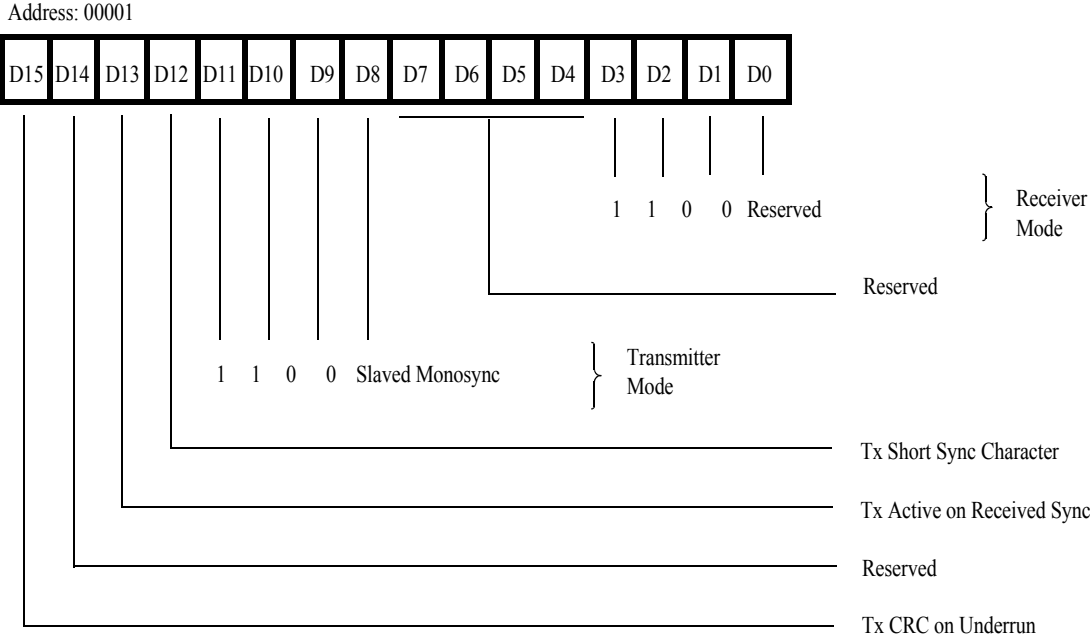 Address: 00001
D15 D14 D13 D12 D11 D10 D9 D8 D7 D6 D5 D4 D3 D2 D1 D0
1 1 0 0 Reserved
Receiver
Mode
Reserved
1 1 0 0 Slaved Monosync
Transmitter
Mode
Tx Short Sync Character
Tx Active on Received Sync
Reserved
Tx CRC on Underrun